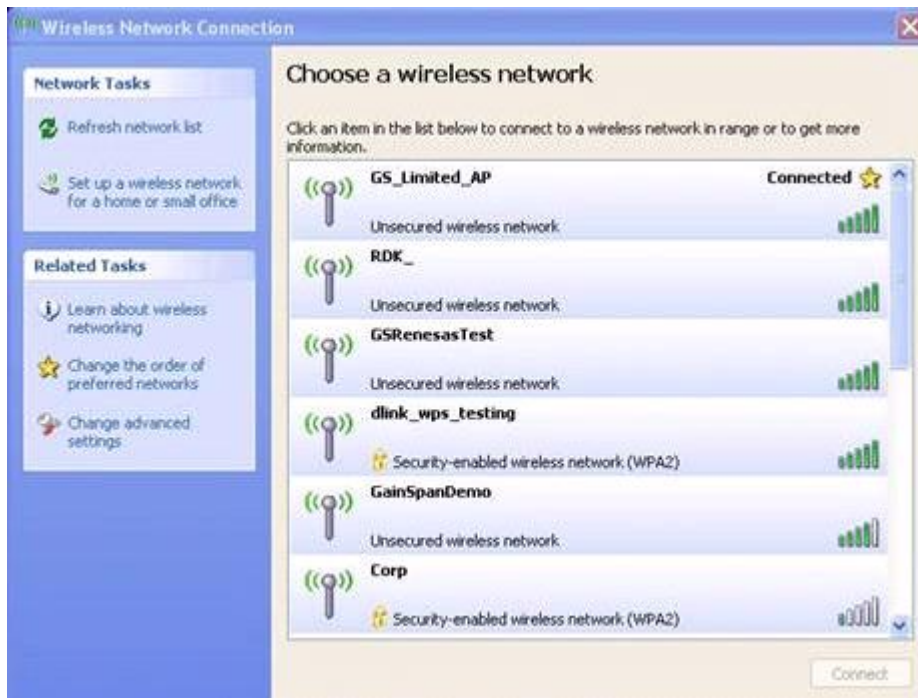 Wireless Network Connection
Network Tasks
Refresh network list
Set up a wireless network
for a home or small office
Related Tasks
Learn about wireless
networking
Change the order of
preferred networks
Change advanced
settings
Choose a wireless network
Click an item in the list below to connect to a wireless network in range or to get more
information.
GS_Limited_AP
Connected
Unsecured wireless network
RDK_
Unsecured wireless network
GSRenesasTest
Unsecured wireless network
dlink_wps_testing
Security-enabled wireless network (WPA2)
GainSpanDemo
Unsecured wireless network
Corp
Security-enabled wireless network (WPA2)
Connect